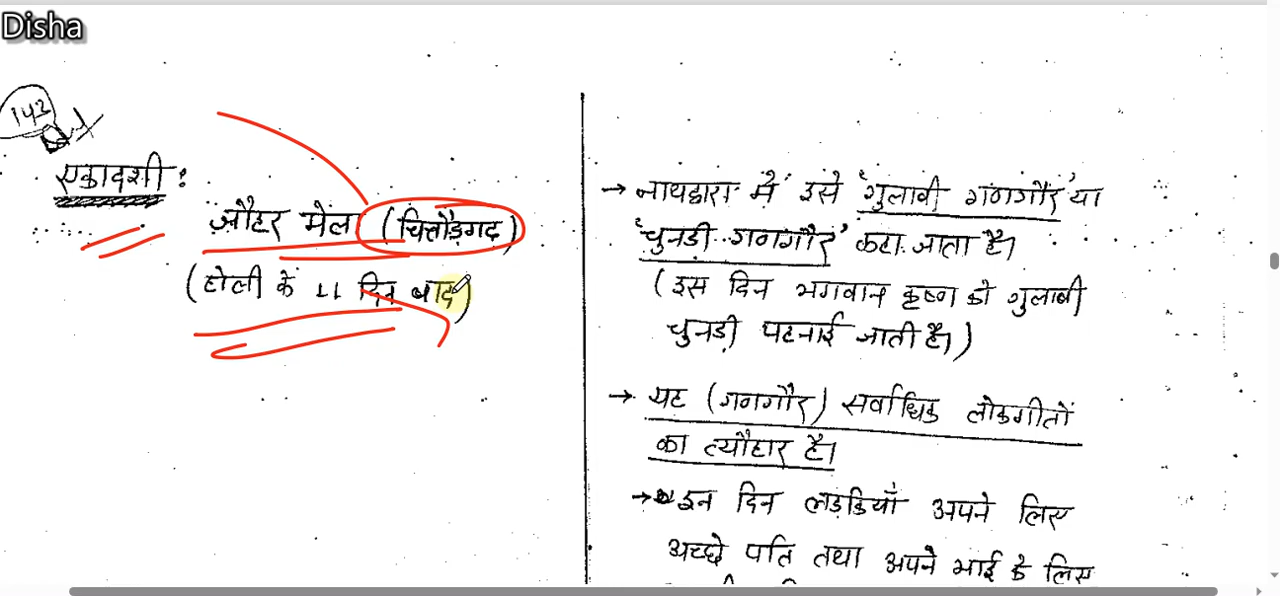 Disha
142
एकादशी:
जौहर मेला (चित्तौड़गढ)
(होली के 11 दिन बाद)
→ नाथद्वारा में इसे 'गुलाबी गणगौर' या
'चुनडी गणगौर' कहा जाता है।
(इस दिन भगवान कृष्ण को गुलाबी
चुनडी पहनाई जाती है।)
→ यह (गणगौर) सर्वाधिक लोकगीतों
का त्यौहार है।
→ इन दिन लड़कियाँ अपने लिए
अच्छे पति तथा अपने भाई के लिए